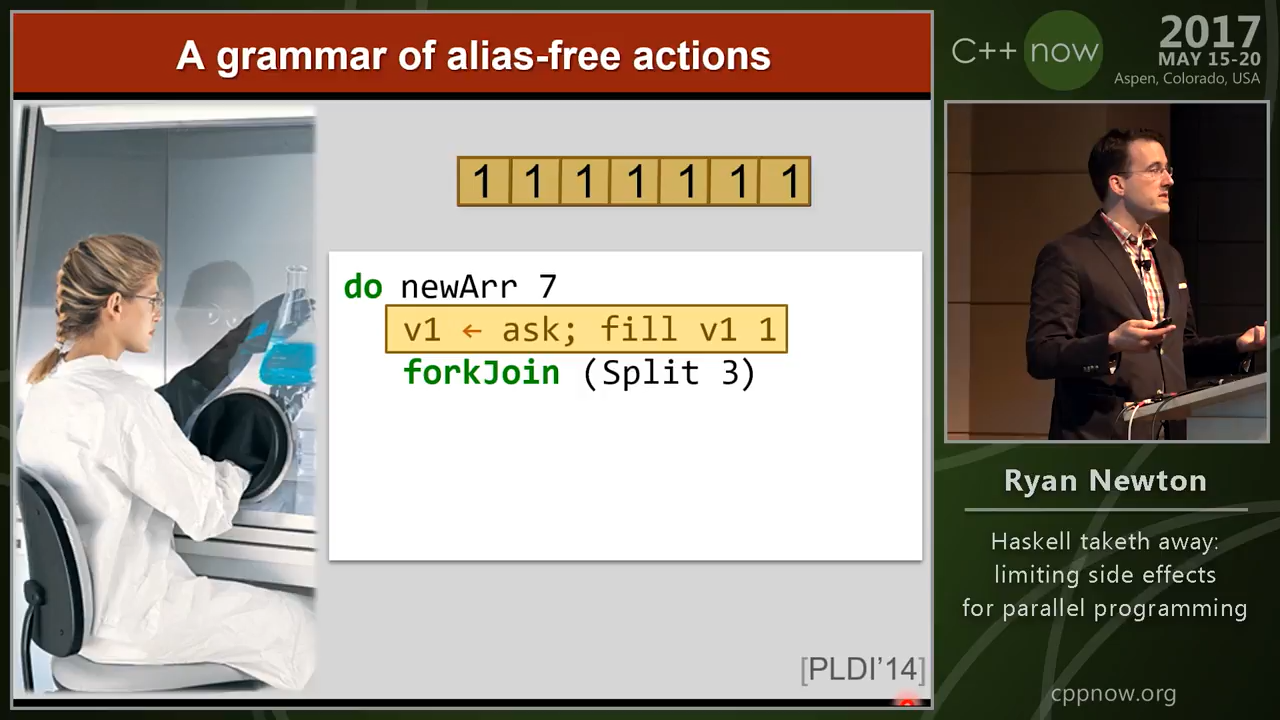 A grammar of alias-free actions
1 1 1 1 1 1 1
do newArr 7
v1 ← ask; fill v1 1
forkJoin (Split 3)
[PLDI'14]
C++ now
2017
MAY 15-20
Aspen, Colorado, USA
Ryan Newton
Haskell taketh away:
limiting side effects
for parallel programming
cppnow.org